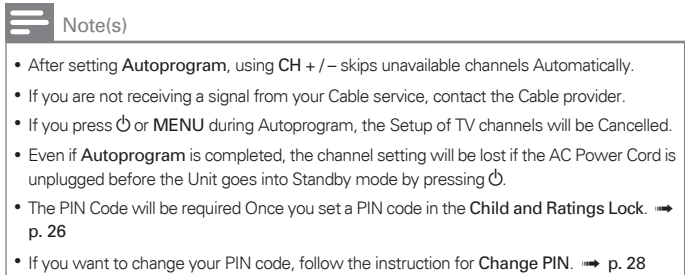 Note(s)
• After setting Autoprogram, using CH + / − skips unavailable channels Automatically.
• If you are not receiving a signal from your Cable service, contact the Cable provider.
• If you press ⏻ or MENU during Autoprogram, the Setup of TV channels will be Cancelled.
• Even if Autoprogram is completed, the channel setting will be lost if the AC Power Cord is
unplugged before the Unit goes into Standby mode by pressing ⏻.
• The PIN Code will be required Once you set a PIN code in the Child and Ratings Lock. ➟
p. 26
• If you want to change your PIN code, follow the instruction for Change PIN. ➟ p. 28